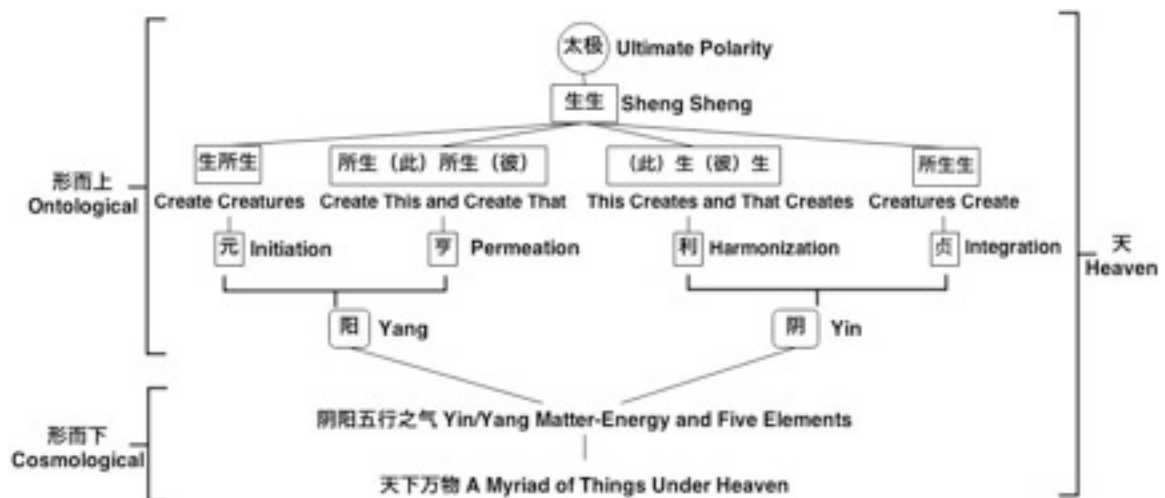 太极 Ultimate Polarity
生生 Sheng Sheng
生所生 所生（此）所生（彼） （此）生（彼）生 所生生
形而上
Ontological
Create Creatures Create This and Create That This Creates and That Creates Creatures Create
元 Initiation 亨 Permeation 利 Harmonization 贞 Integration
天
Heaven
阳 Yang 阴 Yin
形而下
Cosmological
阴阳五行之气 Yin/Yang Matter-Energy and Five Elements
天下万物 A Myriad of Things Under Heaven